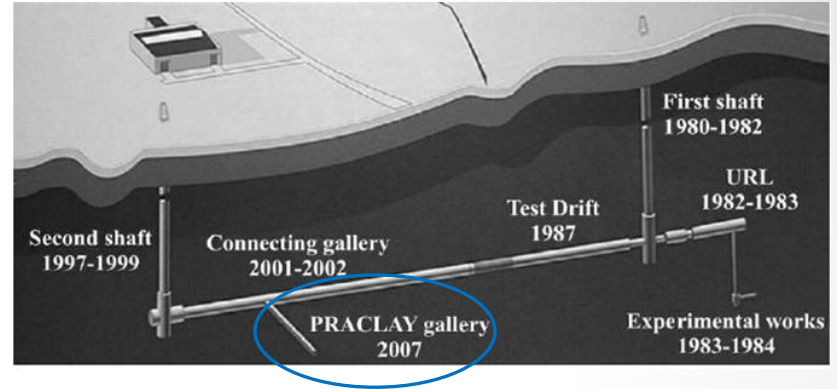 First shaft
1980-1982
URL
1982-1983
Test Drift
1987
Second shaft
1997-1999
Connecting gallery
2001-2002
PRACLAY gallery
2007
Experimental works
1983-1984